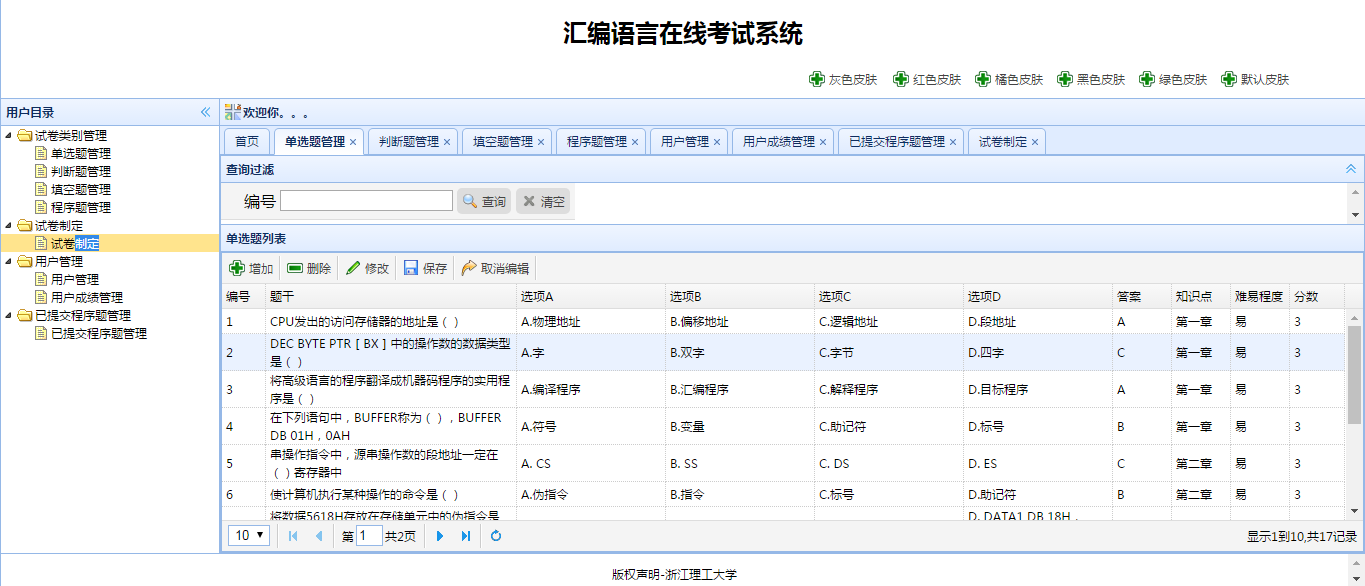 汇编语言在线考试系统
灰色皮肤 红色皮肤 橘色皮肤 黑色皮肤 绿色皮肤 默认皮肤
用户目录
试卷类别管理
单选题管理
判断题管理
填空题管理
程序题管理
试卷制定
试卷制定
用户管理
用户管理
用户成绩管理
已提交程序题管理
已提交程序题管理
欢迎你。。。
首页 单选题管理 判断题管理 填空题管理 程序题管理 用户管理 用户成绩管理 已提交程序题管理 试卷制定
查询过滤
编号 查询 清空
单选题列表
增加 删除 修改 保存 取消编辑
编号 题干 选项A 选项B 选项C 选项D 答案 知识点 难易程度 分数
1 CPU发出的访问存储器的地址是（ ） A.物理地址 B.偏移地址 C.逻辑地址 D.段地址 A 第一章 易 3
DEC BYTE PTR [ BX ] 中的操作数的数据类型
2 是（ ） A.字 B.双字 C.字节 D.四字 C 第一章 易 3
将高级语言的程序翻译成机器码程序的实用程
3 序是（ ） A.编译程序 B.汇编程序 C.解释程序 D.目标程序 A 第一章 易 3
在下列语句中，BUFFER称为（ ），BUFFER
4 DB 01H，0AH A.符号 B.变量 C.助记符 D.标号 B 第一章 易 3
串操作指令中，源串操作数的段地址一定在
5 （ ）寄存器中 A. CS B. SS C. DS D. ES C 第二章 易 3
6 使计算机执行某种操作的命令是（ ） A.伪指令 B.指令 C.标号 D.助记符 B 第二章 易 3
将数据5618H存放在存储单元中的伪指令是 D. DATA1 DB 18H，
10 第 1 共2页 显示1到10,共17记录
版权声明-浙江理工大学